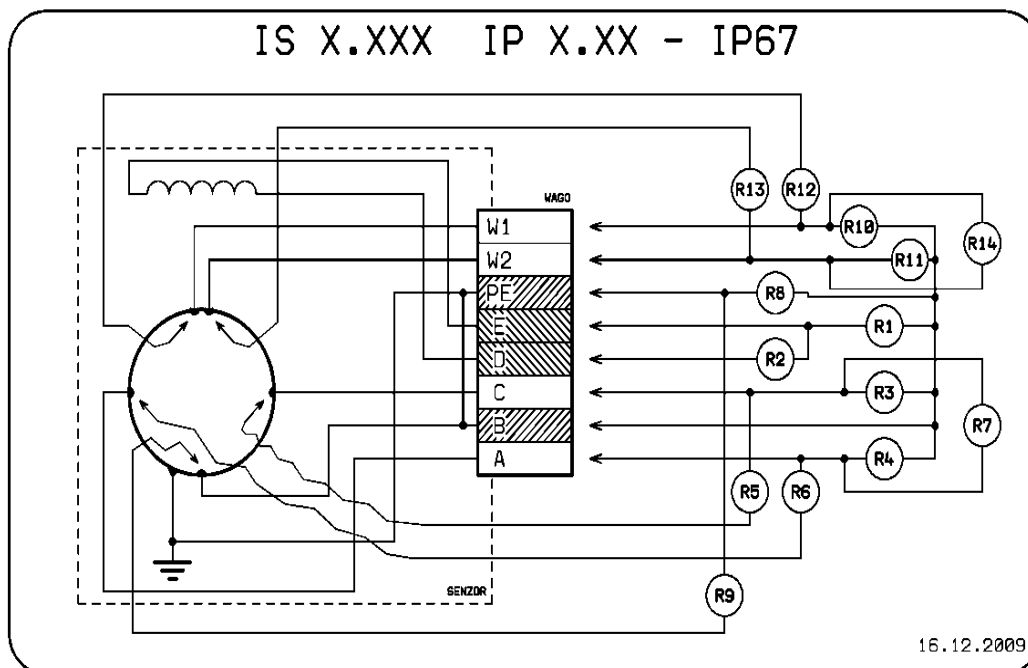 IS X.XXX IP X.XX - IP67
R13
R12
WAGO
W1
R10
R14
W2
R11
PE
R8
E
R1
D
R2
C
R3
R7
B
A
R4
R5
R6
SENZOR
R9
16.12.2009